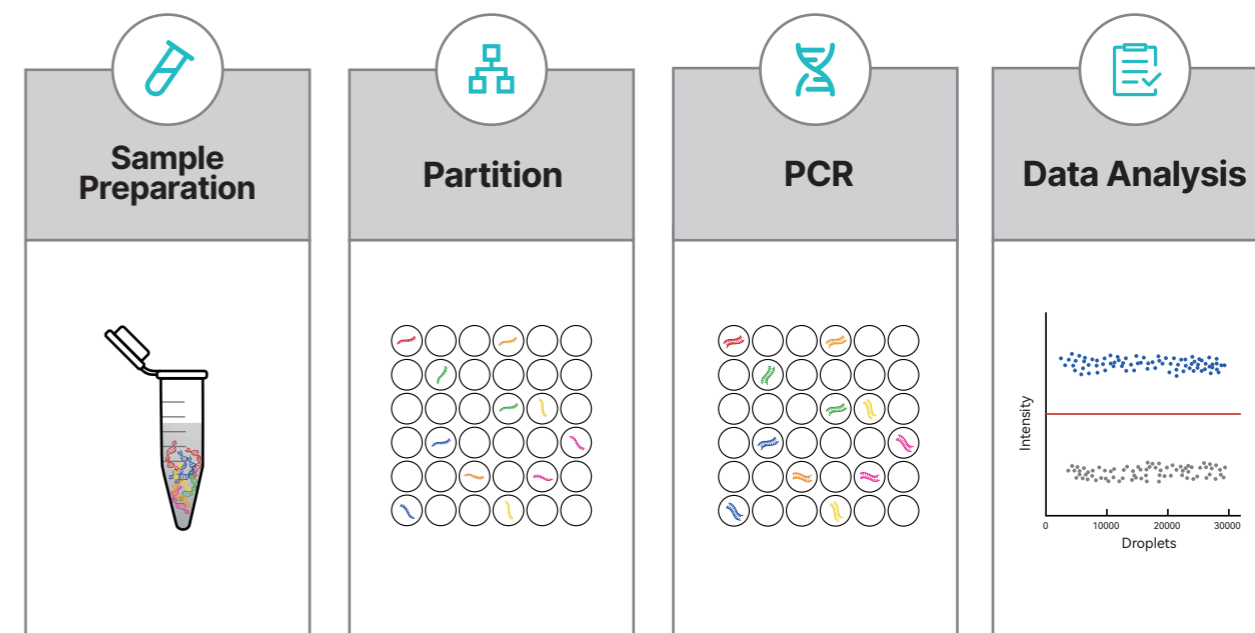 Sample
Preparation
Partition
PCR
Data Analysis
Intensity
0 10000 20000 30000
Droplets